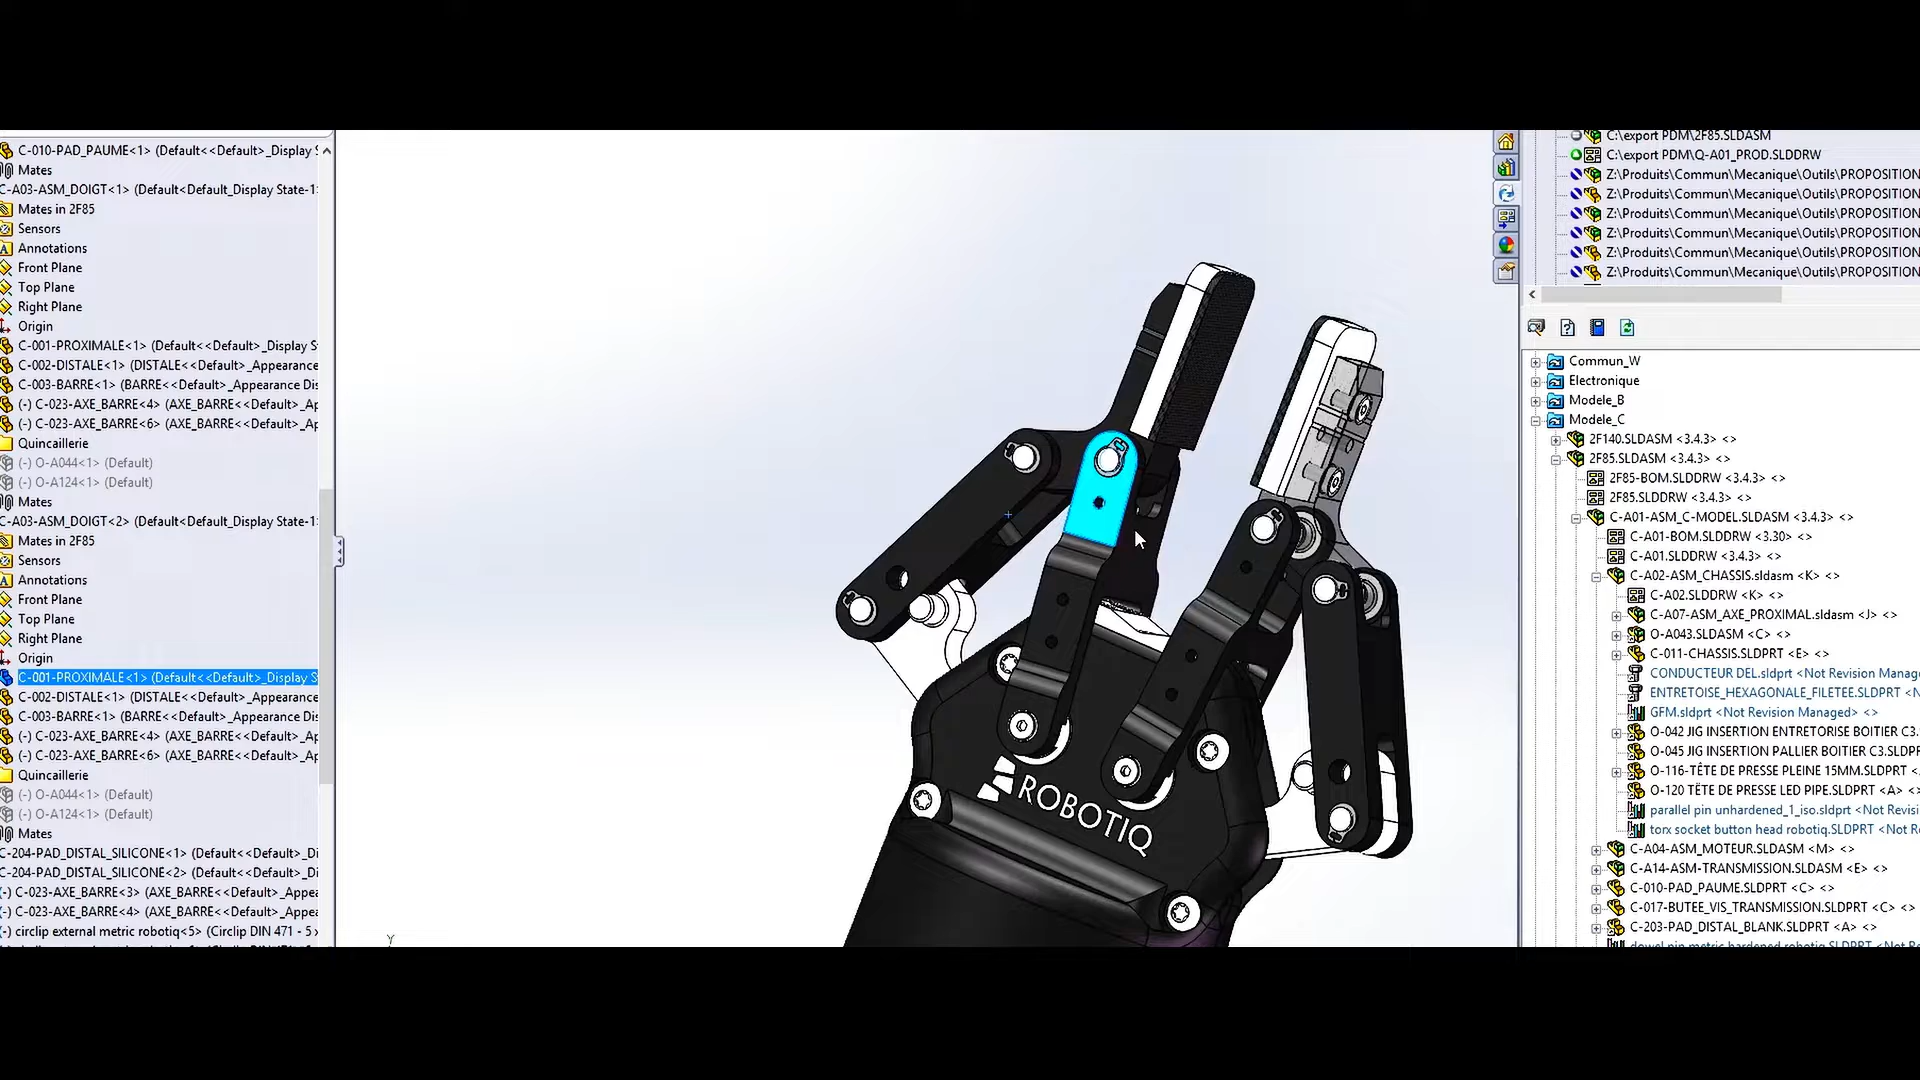 C-010-PAD_PAUME<1> (Default<<Default>_Display S
Mates
C-A03-ASM_DOIGT<1> (Default<Default_Display State-1
Mates in 2F85
Sensors
Annotations
Front Plane
Top Plane
Right Plane
Origin
C-001-PROXIMALE<1> (Default<<Default>_Display S
C-002-DISTALE<1> (DISTALE<<Default>_Appearance
C-003-BARRE<1> (BARRE<<Default>_Appearance Dis
(-) C-023-AXE_BARRE<4> (AXE_BARRE<<Default>_Ap
(-) C-023-AXE_BARRE<6> (AXE_BARRE<<Default>_Ap
Quincaillerie
(-) O-A044<1> (Default)
(-) O-A124<1> (Default)
Mates
C-A03-ASM_DOIGT<2> (Default<Default_Display State-1
Mates in 2F85
Sensors
Annotations
Front Plane
Top Plane
Right Plane
Origin
C-001-PROXIMALE<1> (Default<<Default>_Display S
C-002-DISTALE<1> (DISTALE<<Default>_Appearance
C-003-BARRE<1> (BARRE<<Default>_Appearance Dis
(-) C-023-AXE_BARRE<4> (AXE_BARRE<<Default>_Ap
(-) C-023-AXE_BARRE<6> (AXE_BARRE<<Default>_Ap
Quincaillerie
(-) O-A044<1> (Default)
(-) O-A124<1> (Default)
Mates
C-204-PAD_DISTAL_SILICONE<1> (Default<<Default>_Di
C-204-PAD_DISTAL_SILICONE<2> (Default<<Default>_Di
(-) C-023-AXE_BARRE<3> (AXE_BARRE<<Default>_Appea
(-) C-023-AXE_BARRE<4> (AXE_BARRE<<Default>_Appea
(-) circlip external metric robotiq<5> (Circlip DIN 471 - 5 x
ROBOTIQ
Y
C:\export PDM\2F85.SLDASM
C:\export PDM\Q-A01_PROD.SLDDRW
Z:\Produits\Commun\Mecanique\Outils\PROPOSITION
Z:\Produits\Commun\Mecanique\Outils\PROPOSITION
Z:\Produits\Commun\Mecanique\Outils\PROPOSITION
Z:\Produits\Commun\Mecanique\Outils\PROPOSITION
Z:\Produits\Commun\Mecanique\Outils\PROPOSITION
Z:\Produits\Commun\Mecanique\Outils\PROPOSITION
Commun_W
Electronique
Modele_B
Modele_C
2F140.SLDASM <3.4.3> <>
2F85.SLDASM <3.4.3> <>
2F85-BOM.SLDDRW <3.4.3> <>
2F85.SLDDRW <3.4.3> <>
C-A01-ASM_C-MODEL.SLDASM <3.4.3> <>
C-A01-BOM.SLDDRW <3.30> <>
C-A01.SLDDRW <3.4.3> <>
C-A02-ASM_CHASSIS.sldasm <K> <>
C-A02.SLDDRW <K> <>
C-A07-ASM_AXE_PROXIMAL.sldasm <J> <>
O-A043.SLDASM <C> <>
C-011-CHASSIS.SLDPRT <E> <>
CONDUCTEUR DEL.sldprt <Not Revision Manage
ENTRETOISE_HEXAGONALE_FILETEE.SLDPRT <N
GFM.sldprt <Not Revision Managed> <>
O-042 JIG INSERTION ENTRETORISE BOITIER C3.
O-045 JIG INSERTION PALLIER BOITIER C3.SLDP
O-116-TÊTE DE PRESSE PLEINE 15MM.SLDPRT <
O-120 TÊTE DE PRESSE LED PIPE.SLDPRT <A> <>
parallel pin unhardened_1_iso.sldprt <Not Revisi
torx socket button head robotiq.SLDPRT <Not R
C-A04-ASM_MOTEUR.SLDASM <M> <>
C-A14-ASM-TRANSMISSION.SLDASM <E> <>
C-010-PAD_PAUME.SLDPRT <C> <>
C-017-BUTEE_VIS_TRANSMISSION.SLDPRT <C> <>
C-203-PAD_DISTAL_BLANK.SLDPRT <A> <>
dowel pin metric hardened robotiq.SLDPRT <Not R